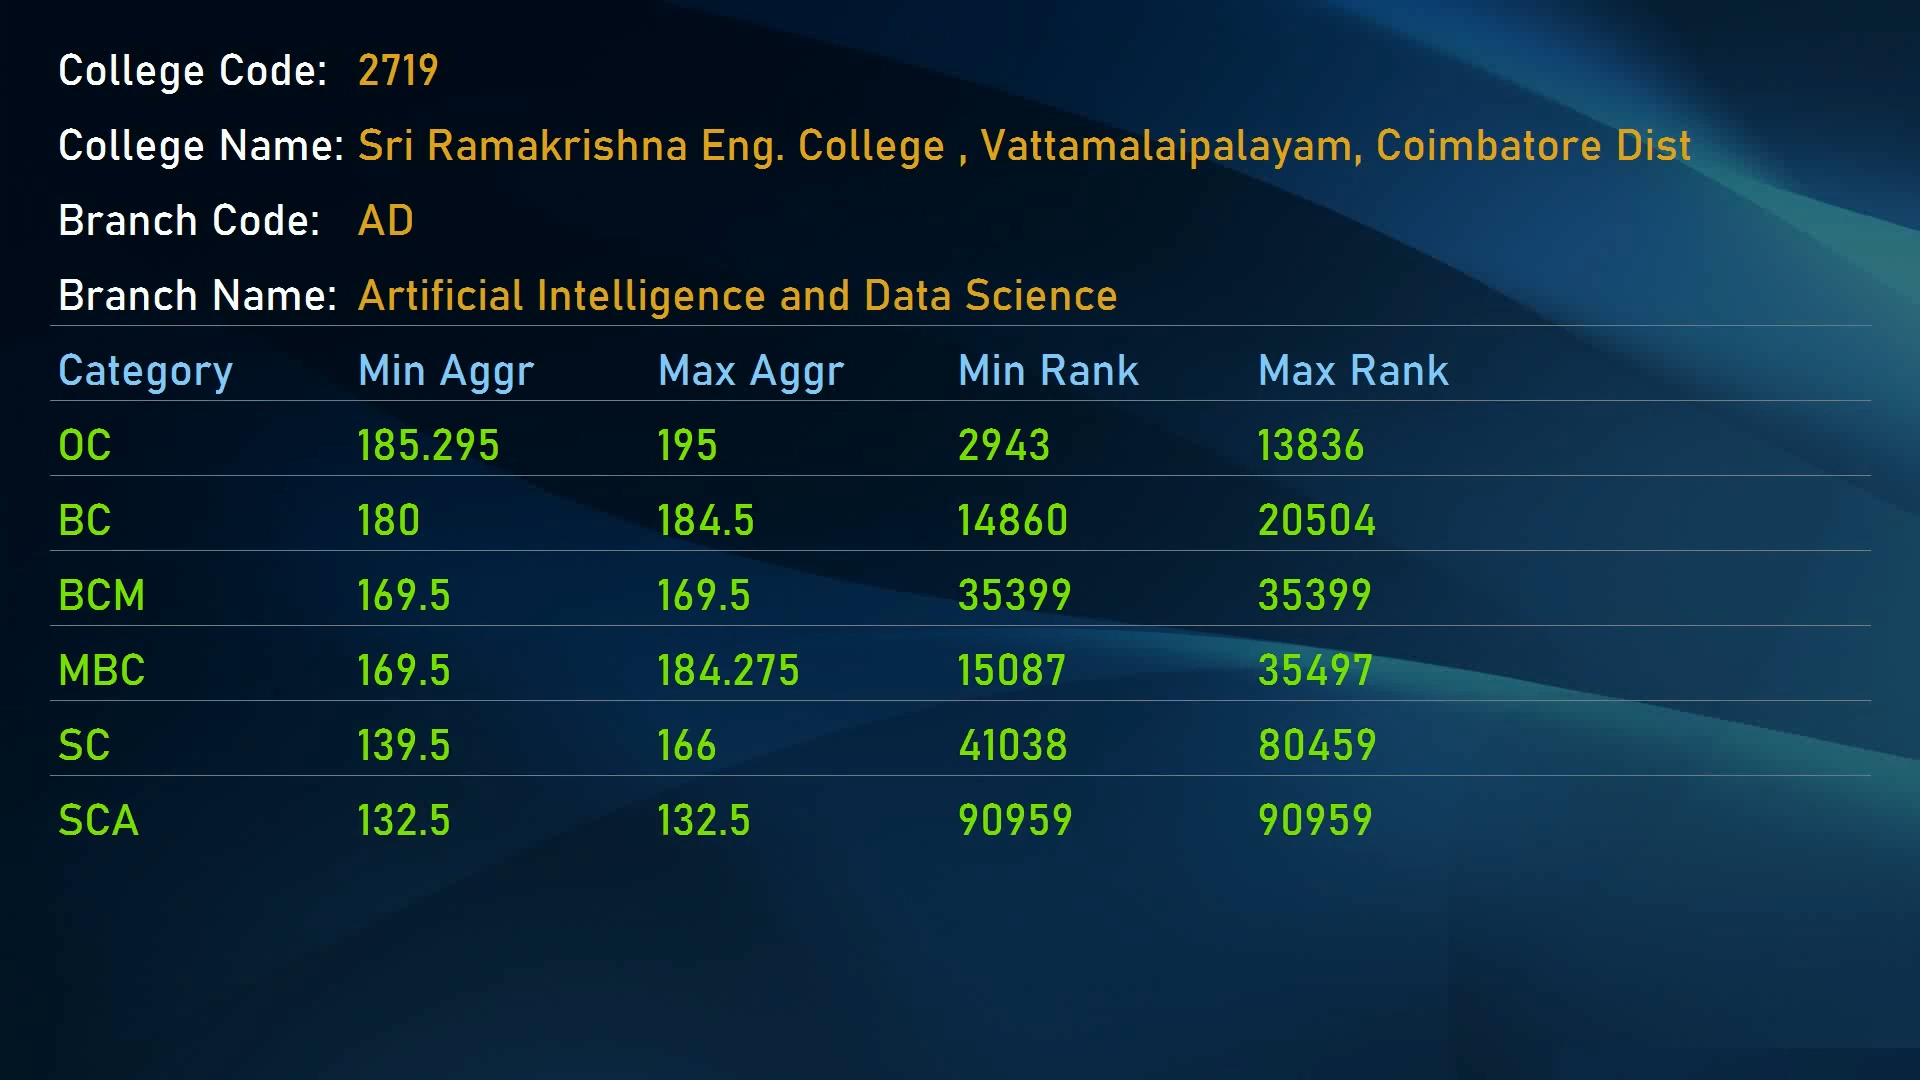 College Code: 2719
College Name: Sri Ramakrishna Eng. College , Vattamalaipalayam, Coimbatore Dist
Branch Code: AD
Branch Name: Artificial Intelligence and Data Science
Category Min Aggr Max Aggr Min Rank Max Rank
OC 185.295 195 2943 13836
BC 180 184.5 14860 20504
BCM 169.5 169.5 35399 35399
MBC 169.5 184.275 15087 35497
SC 139.5 166 41038 80459
SCA 132.5 132.5 90959 90959